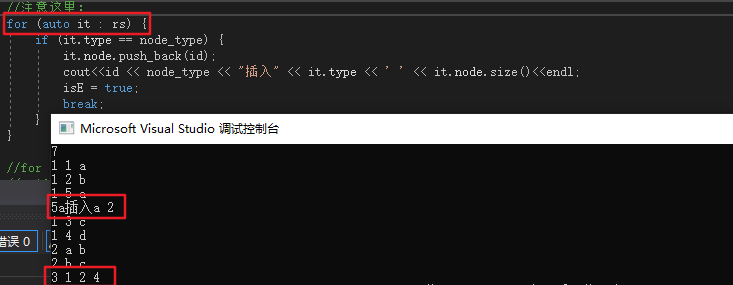 //注意这里:
for (auto it : rs) {
if (it.type == node_type) {
it.node.push_back(id);
cout<<id << node_type << "插入" << it.type << ' ' << it.node.size()<<endl;
isE = true;
break;
}
}
//for
Microsoft Visual Studio 调试控制台
7
1 1 a
1 2 b
1 5 a
5a插入a 2
1 3 c
1 4 d
2 a b
2 b c
3 1 2 4
错误 0